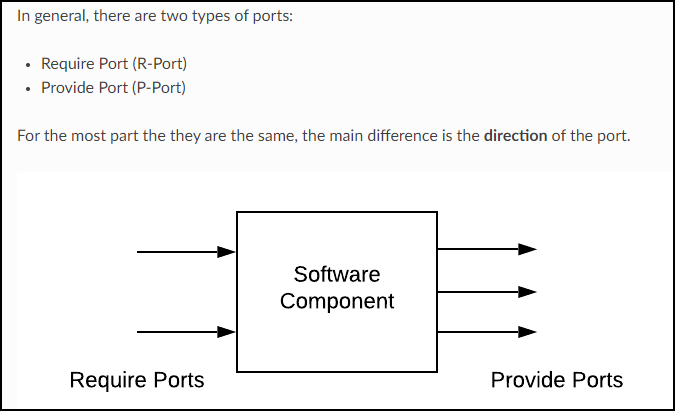 In general, there are two types of ports:
• Require Port (R-Port)
• Provide Port (P-Port)
For the most part the they are the same, the main difference is the direction of the port.
Software
Component
Require Ports
Provide Ports